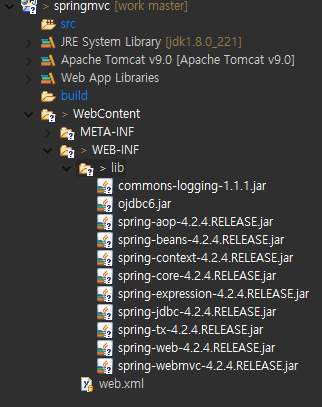 > springmvc [work master]
src
JRE System Library [jdk1.8.0_221]
Apache Tomcat v9.0 [Apache Tomcat v9.0]
Web App Libraries
build
> WebContent
META-INF
> WEB-INF
> lib
commons-logging-1.1.1.jar
ojdbc6.jar
spring-aop-4.2.4.RELEASE.jar
spring-beans-4.2.4.RELEASE.jar
spring-context-4.2.4.RELEASE.jar
spring-core-4.2.4.RELEASE.jar
spring-expression-4.2.4.RELEASE.jar
spring-jdbc-4.2.4.RELEASE.jar
spring-tx-4.2.4.RELEASE.jar
spring-web-4.2.4.RELEASE.jar
spring-webmvc-4.2.4.RELEASE.jar
web.xml